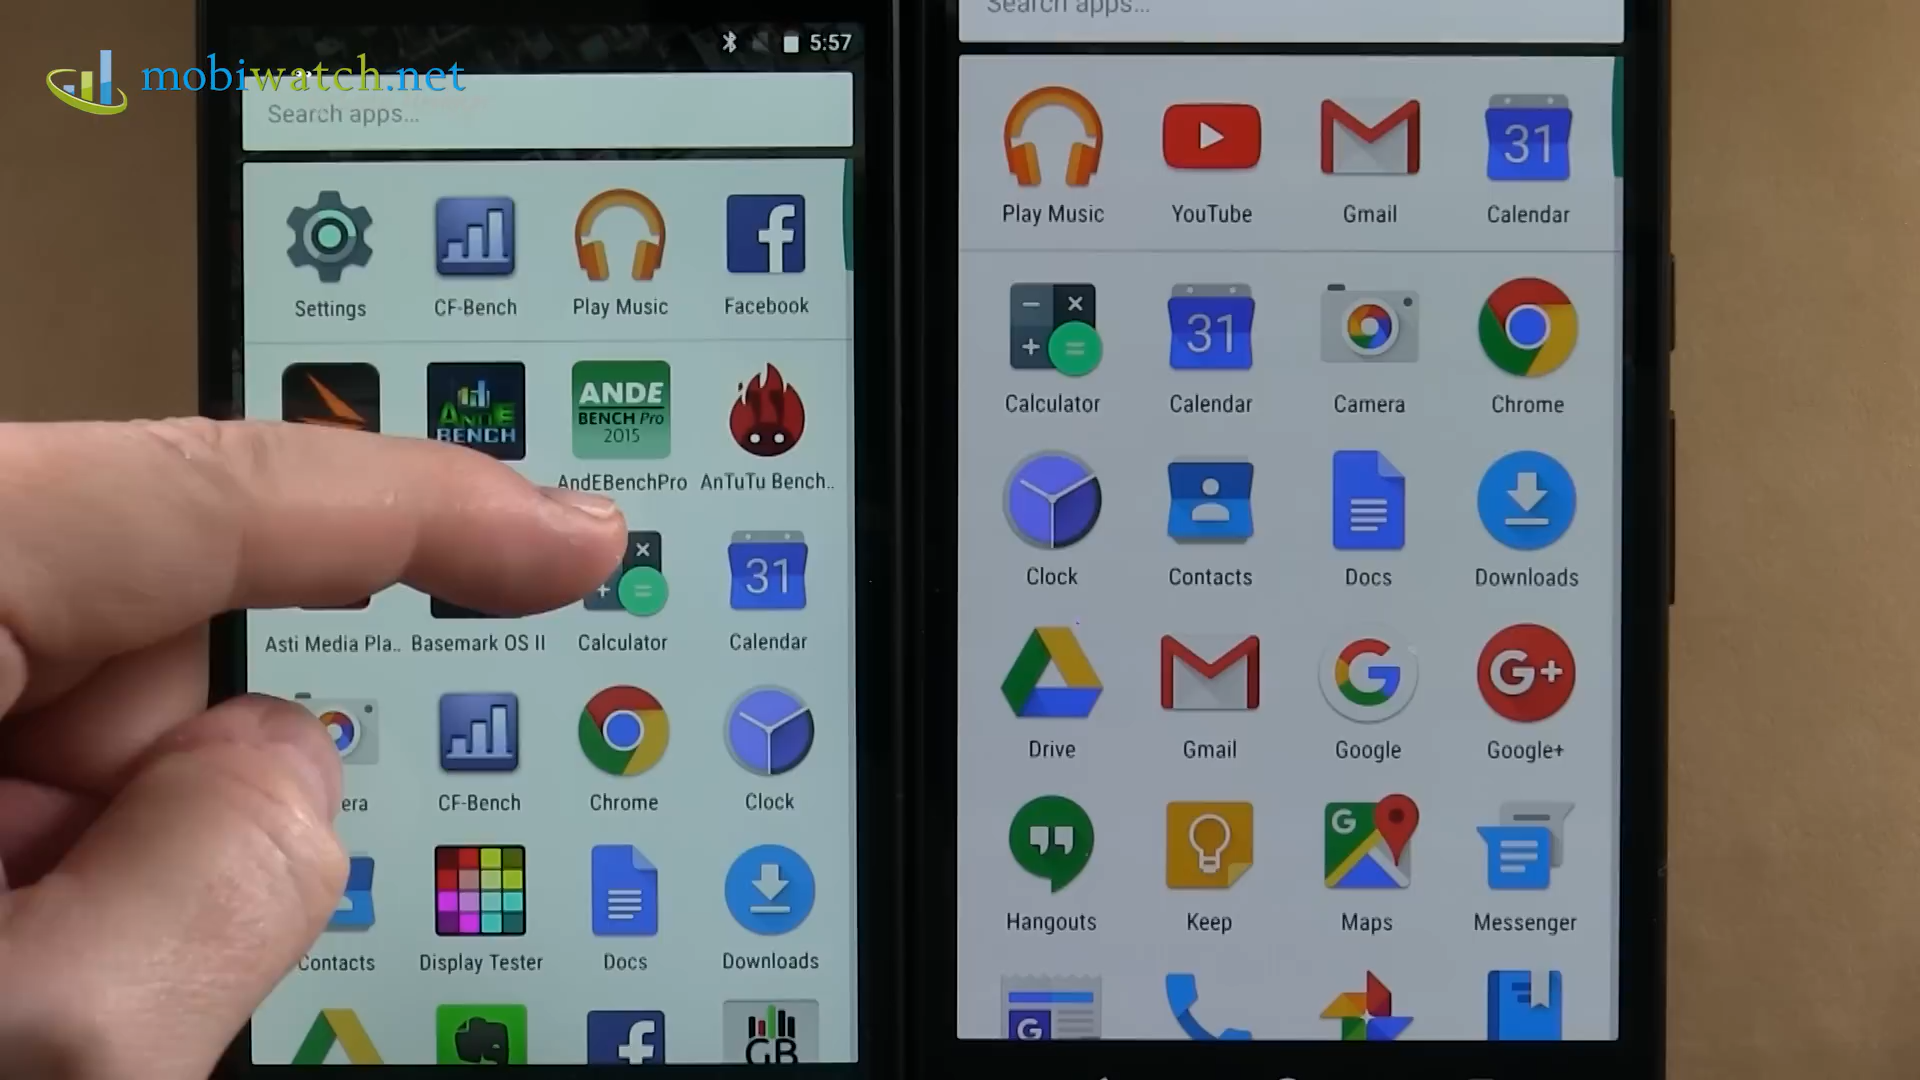 mobiwatch.net
5:57
Search apps...
Settings CF-Bench Play Music Facebook
ANDE BENCH
ANDE BENCH Pro 2015
AndEBenchPro AnTuTu Bench..
31
Asti Media Pla.. Basemark OS II Calculator Calendar
era CF-Bench Chrome Clock
Contacts Display Tester Docs Downloads
GB
Search apps...
31
Play Music YouTube Gmail Calendar
31
Calculator Calendar Camera Chrome
Clock Contacts Docs Downloads
G G+
Drive Gmail Google Google+
G
Hangouts Keep Maps Messenger
G